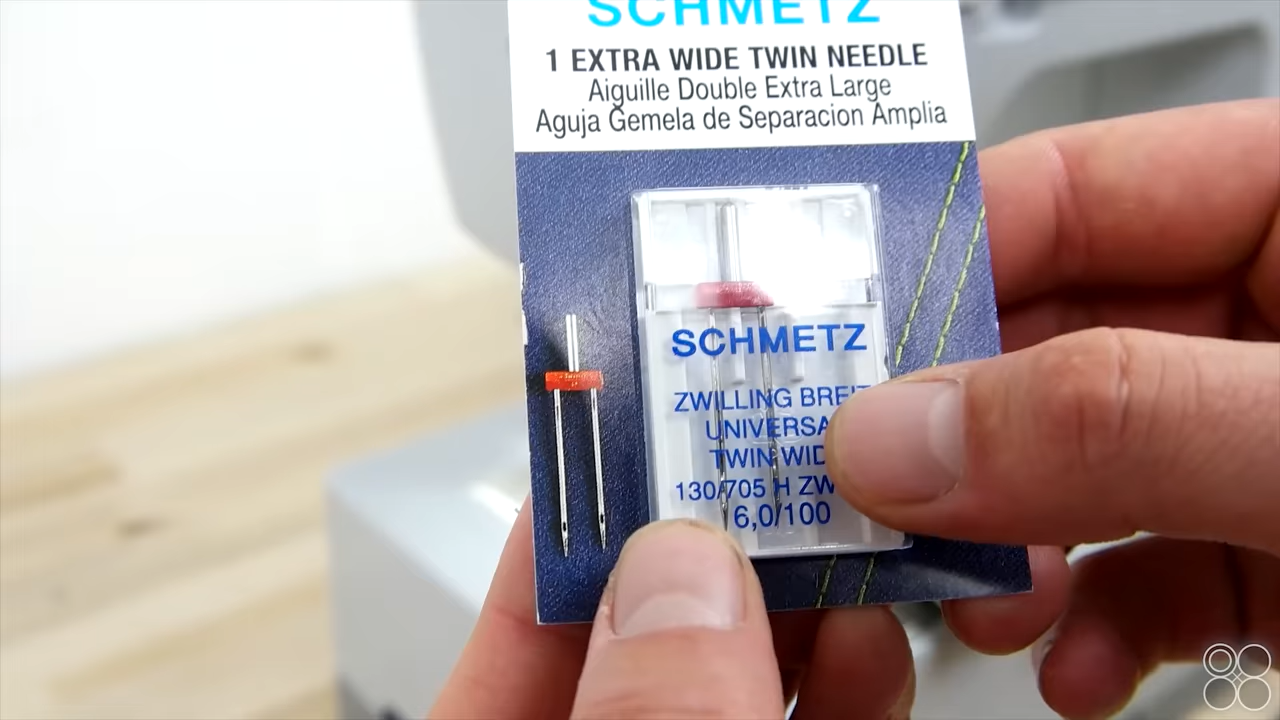 SCHMETZ
1 EXTRA WIDE TWIN NEEDLE
Aiguille Double Extra Large
Aguja Gemela de Separacion Amplia
SCHMETZ
ZWILLING BREIT
UNIVERSA
TWIN WID
130/705 H ZW
6,0/100